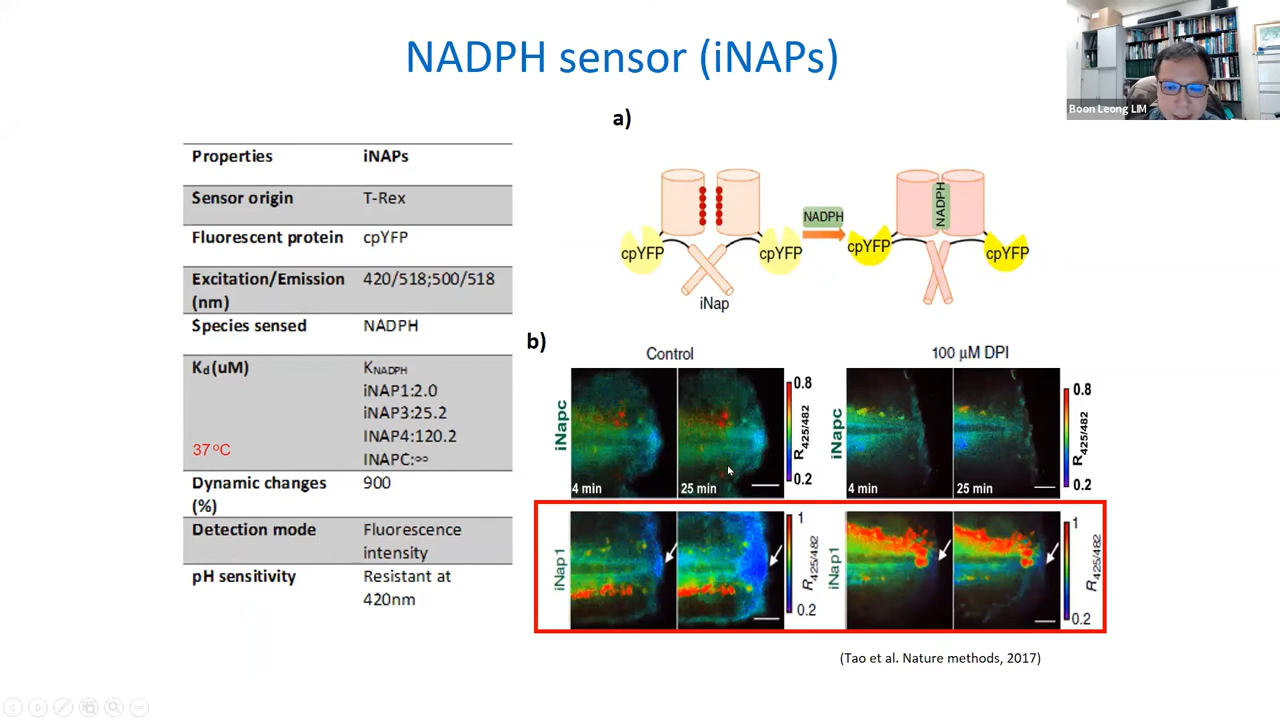 NADPH sensor (iNAPs)
Boon Leong LIM
Properties iNAPs
Sensor origin T-Rex
Fluorescent protein cpYFP
Excitation/Emission 420/518;500/518
(nm)
Species sensed NADPH
Kd (uM) KNADPH
iNAP1:2.0
iNAP3:25.2
INAP4:120.2
37 °C INAPC:∞
Dynamic changes 900
(%)
Detection mode Fluorescence
intensity
pH sensitivity Resistant at
420nm
a)
cpYFP cpYFP
iNap
NADPH
NADPH
cpYFP cpYFP
b)
Control
100 µM DPI
iNapc
4 min
25 min
0.8
R425/482
0.2
iNapc
4 min
25 min
0.8
R425/482
0.2
iNap1
1
R425/482
0.2
iNap1
1
R425/482
0.2
(Tao et al. Nature methods, 2017)